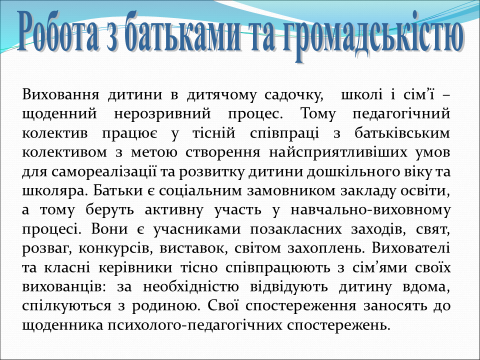 Робота з батьками та громадськістю
Виховання дитини в дитячому садочку, школі і сім’ї –
щоденний нерозривний процес. Тому педагогічний
колектив працює у тісній співпраці з батьківським
колективом з метою створення найсприятливіших умов
для самореалізації та розвитку дитини дошкільного віку та
школяра. Батьки є соціальним замовником закладу освіти,
а тому беруть активну участь у навчально-виховному
процесі. Вони є учасниками позакласних заходів, свят,
розваг, конкурсів, виставок, світом захоплень. Вихователі
та класні керівники тісно співпрацюють з сім’ями своїх
вихованців: за необхідністю відвідують дитину вдома,
спілкуються з родиною. Свої спостереження заносять до
щоденника психолого-педагогічних спостережень.